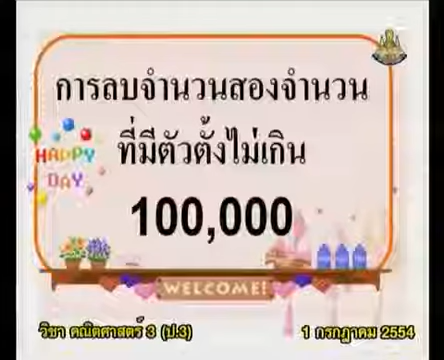 การลบจำนวนสองจำนวน
ที่มีตัวตั้งไม่เกิน
HAPPY
DAY
100,000
WELCOME!
วิชา คณิตศาสตร์ 3 (ป.3)
1 กรกฎาคม 2554